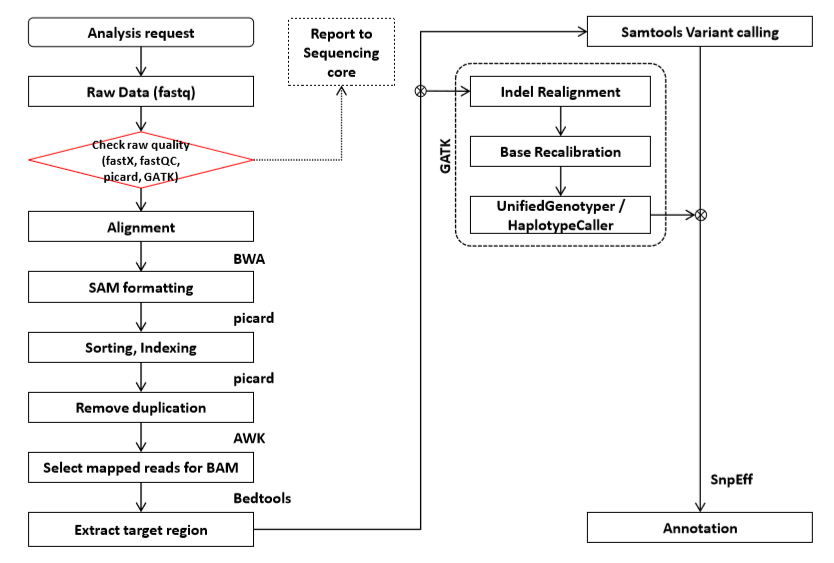 Analysis request
Raw Data (fastq)
Check raw quality
(fastX, fastQC,
picard, GATK)
Report to
Sequencing
core
Alignment
BWA
SAM formatting
picard
Sorting, Indexing
picard
Remove duplication
AWK
Select mapped reads for BAM
Bedtools
Extract target region
Samtools Variant calling
GATK
Indel Realignment
Base Recalibration
UnifiedGenotyper /
HaplotypeCaller
SnpEff
Annotation